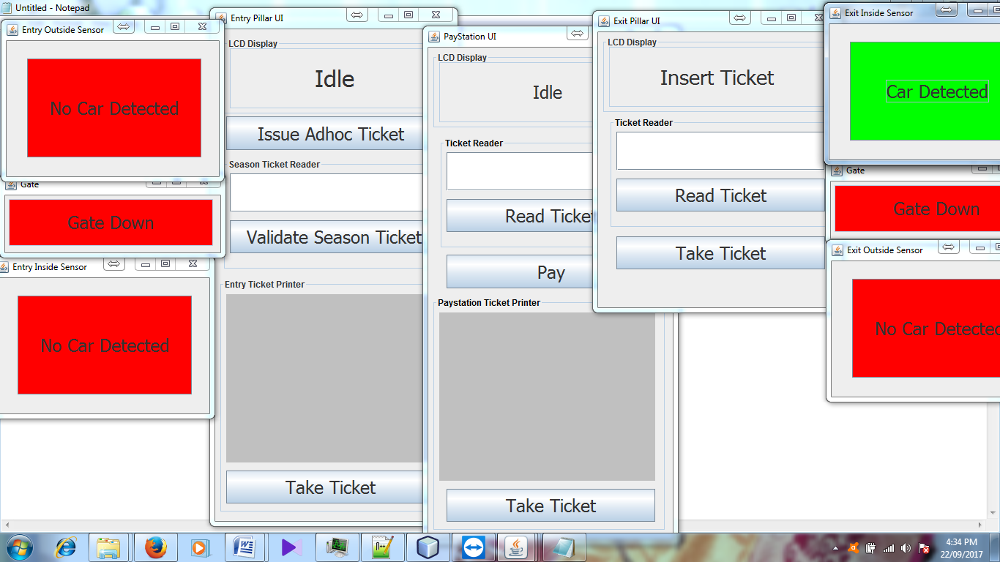 Untitled - Notepad
Entry Outside Sensor
No Car Detected
Gate
Gate Down
Entry Inside Sensor
No Car Detected
Entry Pillar UI
LCD Display
Idle
Issue Adhoc Ticket
Season Ticket Reader
Validate Season Ticket
Entry Ticket Printer
Take Ticket
PayStation UI
LCD Display
Idle
Ticket Reader
Read Ticket
Pay
Paystation Ticket Printer
Take Ticket
Exit Pillar UI
LCD Display
Insert Ticket
Ticket Reader
Read Ticket
Take Ticket
Exit Inside Sensor
Car Detected
Gate
Gate Down
Exit Outside Sensor
No Car Detected
4:34 PM
22/09/2017